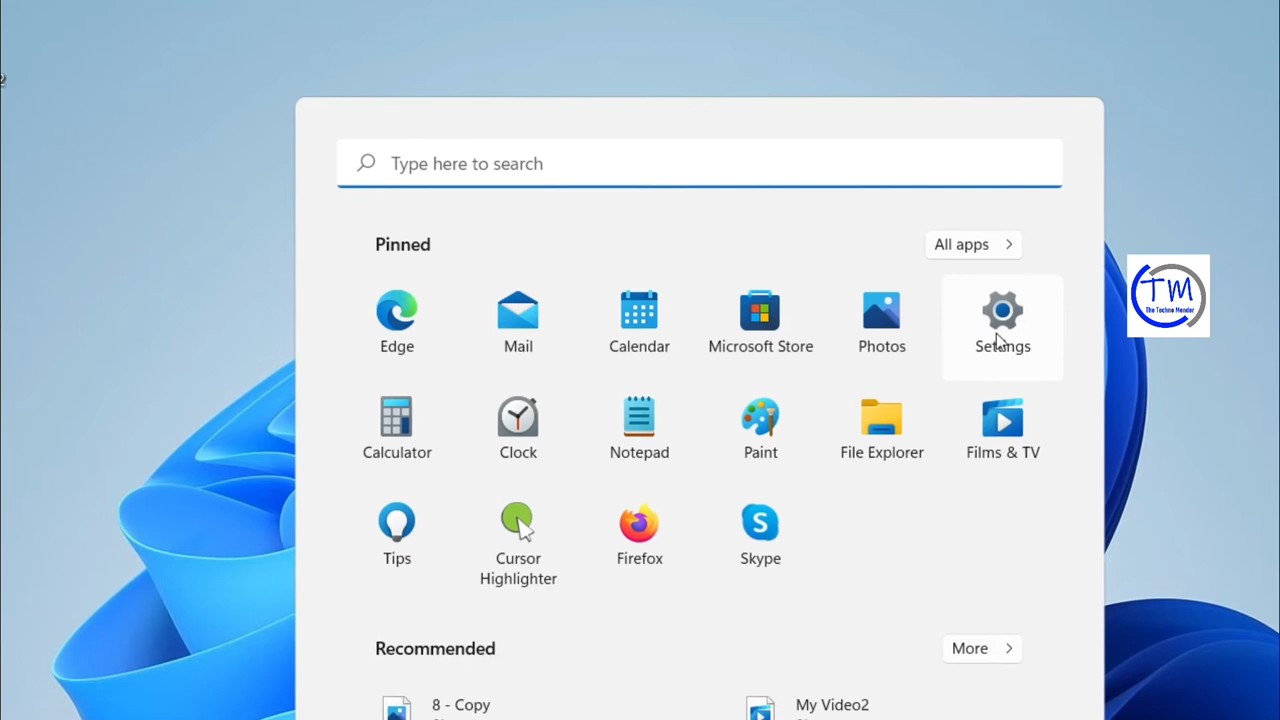 2
Type here to search
Pinned
All apps
Edge
Mail
Calendar
Microsoft Store
Photos
Settings
TM
The Techno Mender
Calculator
Clock
Notepad
Paint
File Explorer
Films & TV
Tips
Cursor
Highlighter
Firefox
Skype
Recommended
More
8 - Copy
My Video2